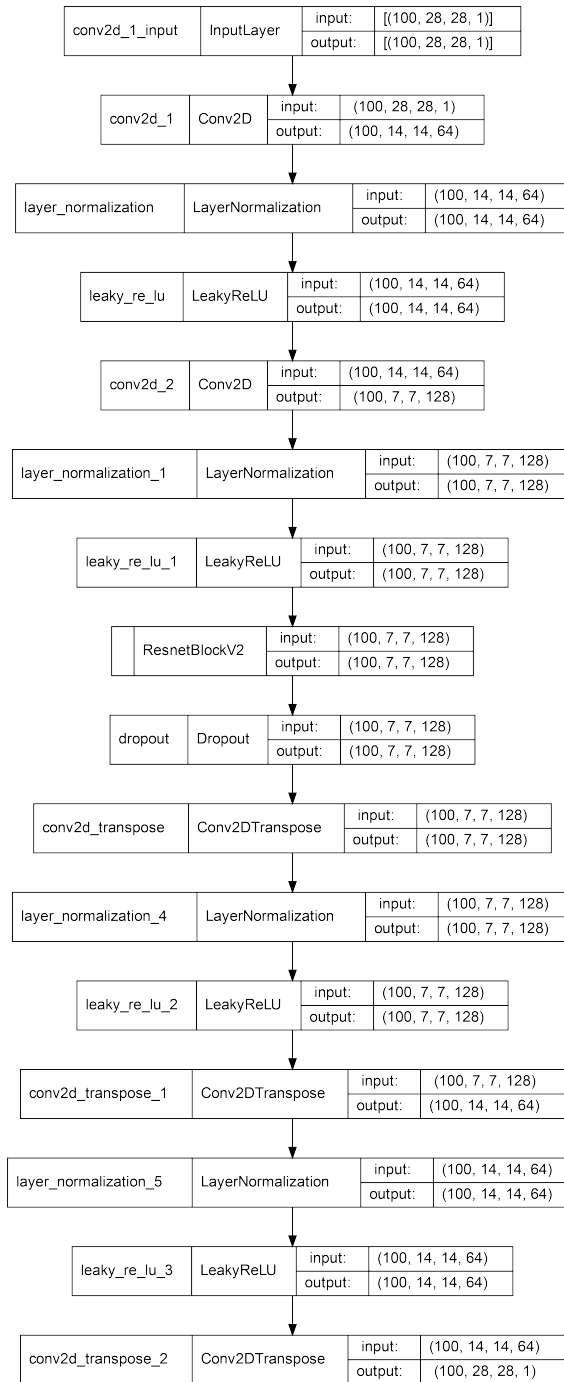 conv2d_1_input InputLayer input: [(100, 28, 28, 1)]
output: [(100, 28, 28, 1)]
conv2d_1 Conv2D input: (100, 28, 28, 1)
output: (100, 14, 14, 64)
layer_normalization LayerNormalization input: (100, 14, 14, 64)
output: (100, 14, 14, 64)
leaky_re_lu LeakyReLU input: (100, 14, 14, 64)
output: (100, 14, 14, 64)
conv2d_2 Conv2D input: (100, 14, 14, 64)
output: (100, 7, 7, 128)
layer_normalization_1 LayerNormalization input: (100, 7, 7, 128)
output: (100, 7, 7, 128)
leaky_re_lu_1 LeakyReLU input: (100, 7, 7, 128)
output: (100, 7, 7, 128)
ResnetBlockV2 input: (100, 7, 7, 128)
output: (100, 7, 7, 128)
dropout Dropout input: (100, 7, 7, 128)
output: (100, 7, 7, 128)
conv2d_transpose Conv2DTranspose input: (100, 7, 7, 128)
output: (100, 7, 7, 128)
layer_normalization_4 LayerNormalization input: (100, 7, 7, 128)
output: (100, 7, 7, 128)
leaky_re_lu_2 LeakyReLU input: (100, 7, 7, 128)
output: (100, 7, 7, 128)
conv2d_transpose_1 Conv2DTranspose input: (100, 7, 7, 128)
output: (100, 14, 14, 64)
layer_normalization_5 LayerNormalization input: (100, 14, 14, 64)
output: (100, 14, 14, 64)
leaky_re_lu_3 LeakyReLU input: (100, 14, 14, 64)
output: (100, 14, 14, 64)
conv2d_transpose_2 Conv2DTranspose input: (100, 14, 14, 64)
output: (100, 28, 28, 1)